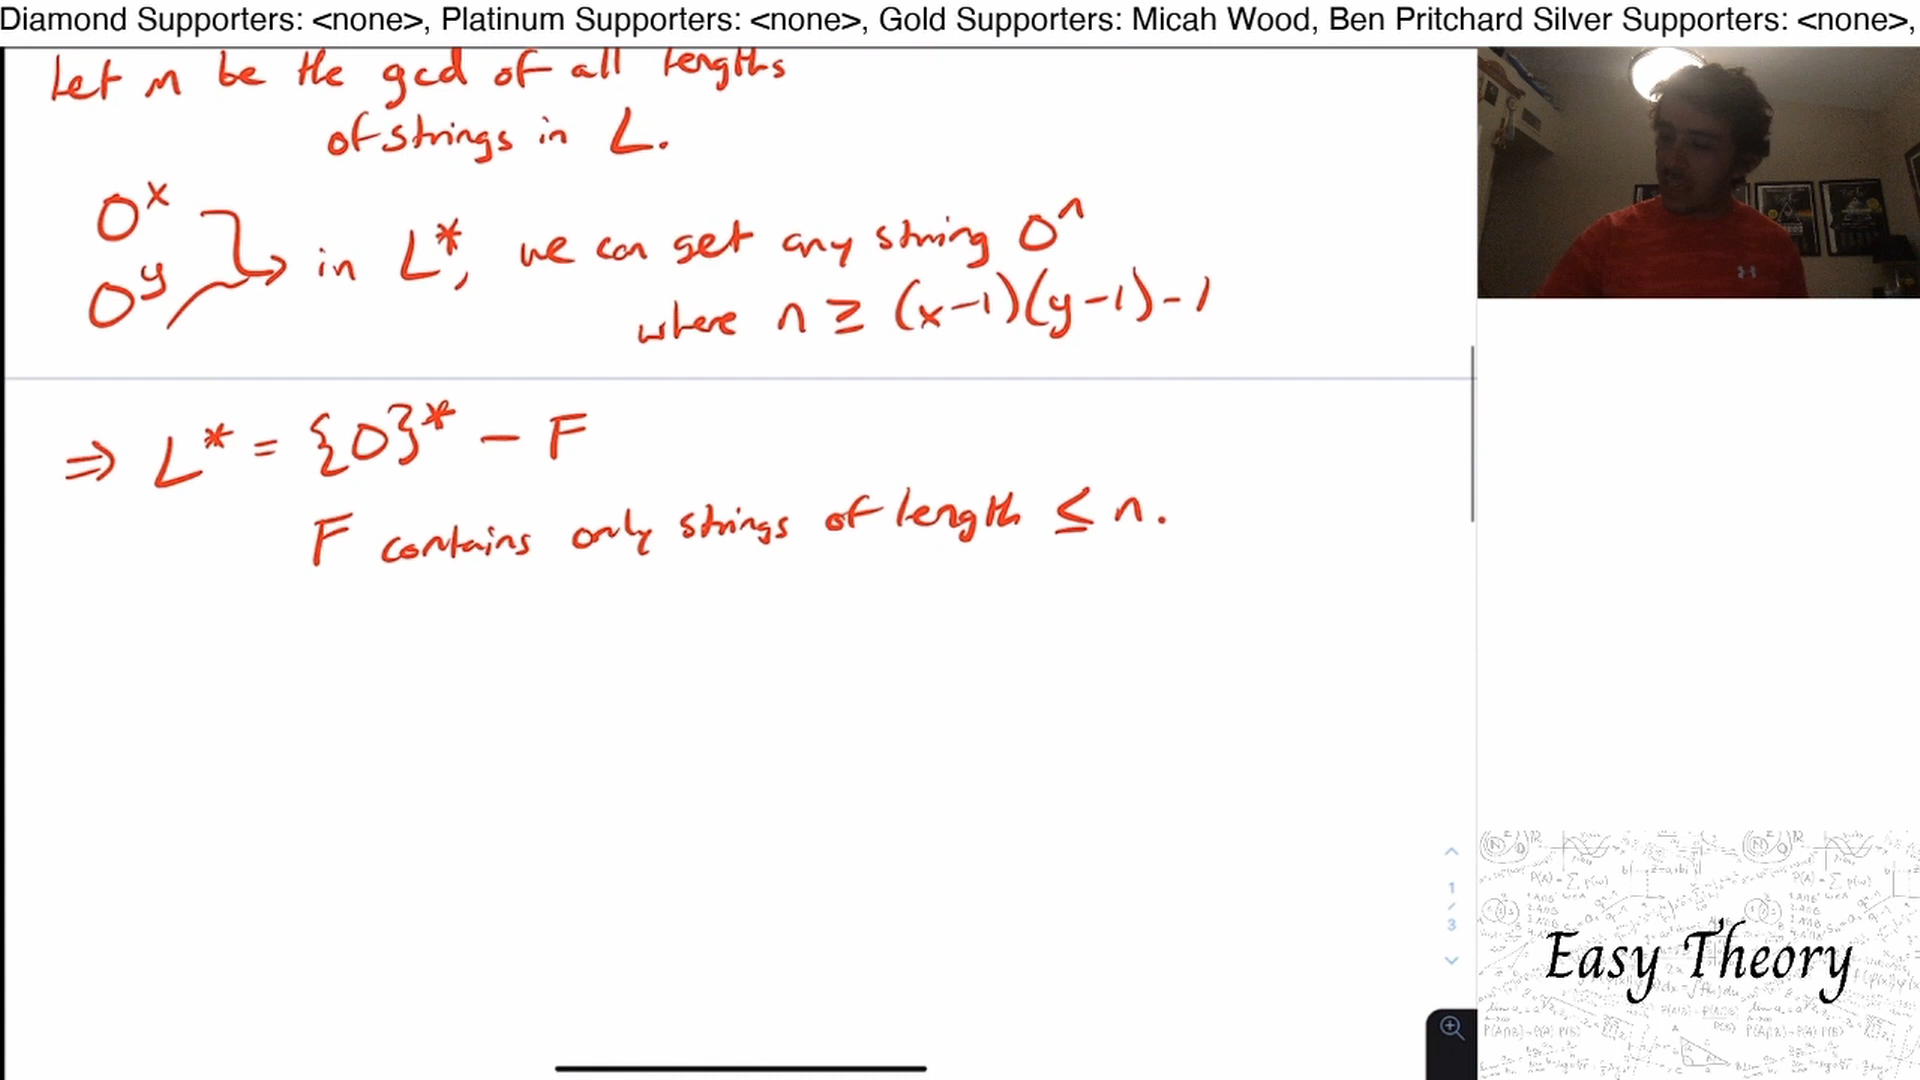 Diamond Supporters: <none>, Platinum Supporters: <none>, Gold Supporters: Micah Wood, Ben Pritchard Silver Supporters: <none>,
Let m be the gcd of all lengths
of strings in L.
0^x
0^y
in L*, we can get any string 0^n
where n ≥ (x-1)(y-1)-1
⇒ L* = {0}* - F
F contains only strings of length ≤ n.
1
/
3
Easy Theory